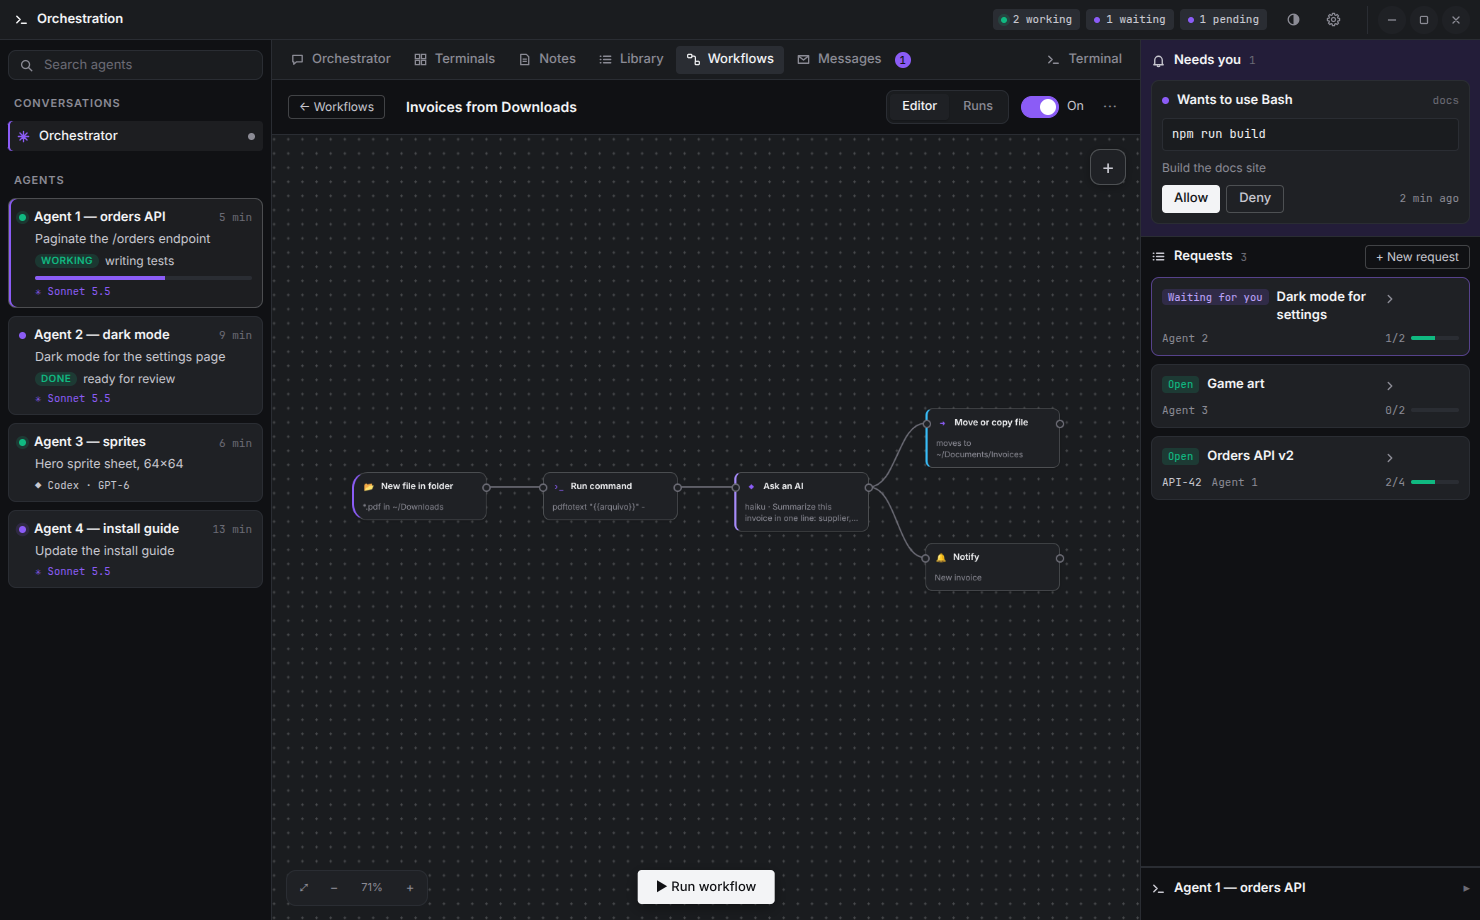 Orchestration
2 working
1 waiting
1 pending
Search agents
CONVERSATIONS
Orchestrator
AGENTS
Agent 1 — orders API 5 min
Paginate the /orders endpoint
WORKING writing tests
✳ Sonnet 5.5
Agent 2 — dark mode 9 min
Dark mode for the settings page
DONE ready for review
✳ Sonnet 5.5
Agent 3 — sprites 6 min
Hero sprite sheet, 64×64
◆ Codex · GPT-6
Agent 4 — install guide 13 min
Update the install guide
✳ Sonnet 5.5
Orchestrator
Terminals
Notes
Library
Workflows
Messages 1
Terminal
← Workflows
Invoices from Downloads
Editor
Runs
On
···
+
New file in folder
*.pdf in ~/Downloads
Run command
pdftotext "{{arquivo}}" -
Ask an AI
haiku · Summarize this
invoice in one line: supplier,...
Move or copy file
moves to
~/Documents/Invoices
Notify
New invoice
− 71% +
▶ Run workflow
Needs you 1
Wants to use Bash docs
npm run build
Build the docs site
Allow
Deny
2 min ago
Requests 3
+ New request
Waiting for you
Dark mode for
settings
Agent 2 1/2
Open Game art
Agent 3 0/2
Open Orders API v2
API-42 Agent 1 2/4
Agent 1 — orders API